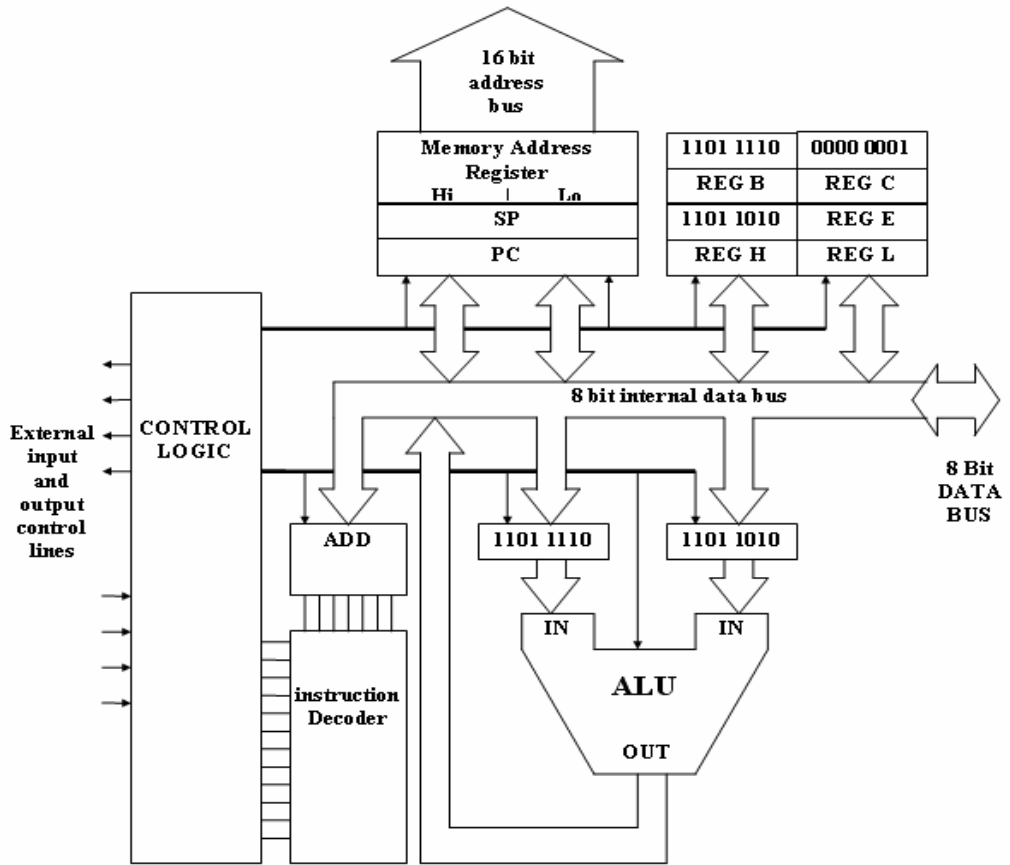 16 bit
address
bus
Memory Address
Register
Hi | Lo
SP
PC
1101 1110
0000 0001
REG B
REG C
1101 1010
REG E
REG H
REG L
8 bit internal data bus
External
input
and
output
control
lines
CONTROL
LOGIC
8 Bit
DATA
BUS
ADD
1101 1110
1101 1010
IN
IN
ALU
OUT
instruction
Decoder